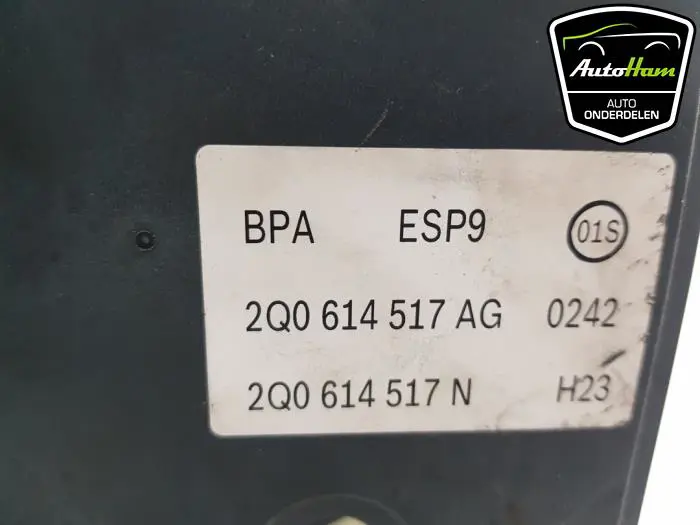 AutoHam
AUTO
ONDERDELEN
BPA ESP9 01S
2Q0 614 517 AG 0242
2Q0 614 517 N H23